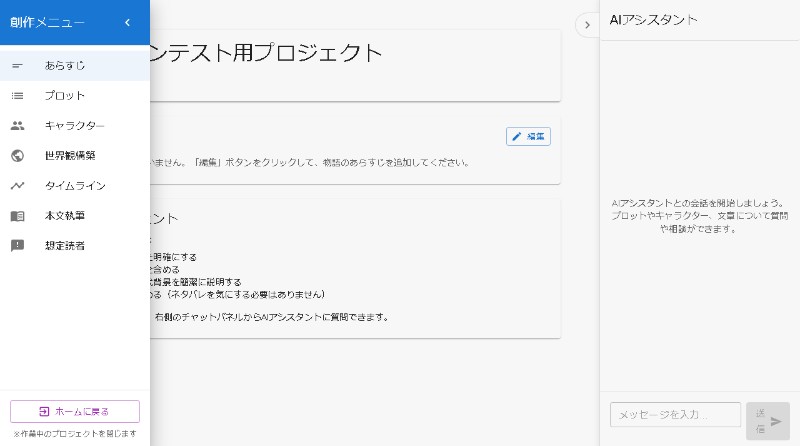 創作メニュー
あらすじ
プロット
キャラクター
世界観構築
タイムライン
本文執筆
想定読者
ホームに戻る
※作業中のプロジェクトを閉じます
ンテスト用プロジェクト
編集
いません。「編集」ボタンをクリックして、物語のあらすじを追加してください。
ント
明確にする
含める
背景を簡潔に説明する
める（ネタバレを気にする必要はありません）
右側のチャットパネルからAIアシスタントに質問できます。
AIアシスタント
AIアシスタントとの会話を開始しましょう。
プロットやキャラクター、文章について質問
や相談ができます。
メッセージを入力...
送
信